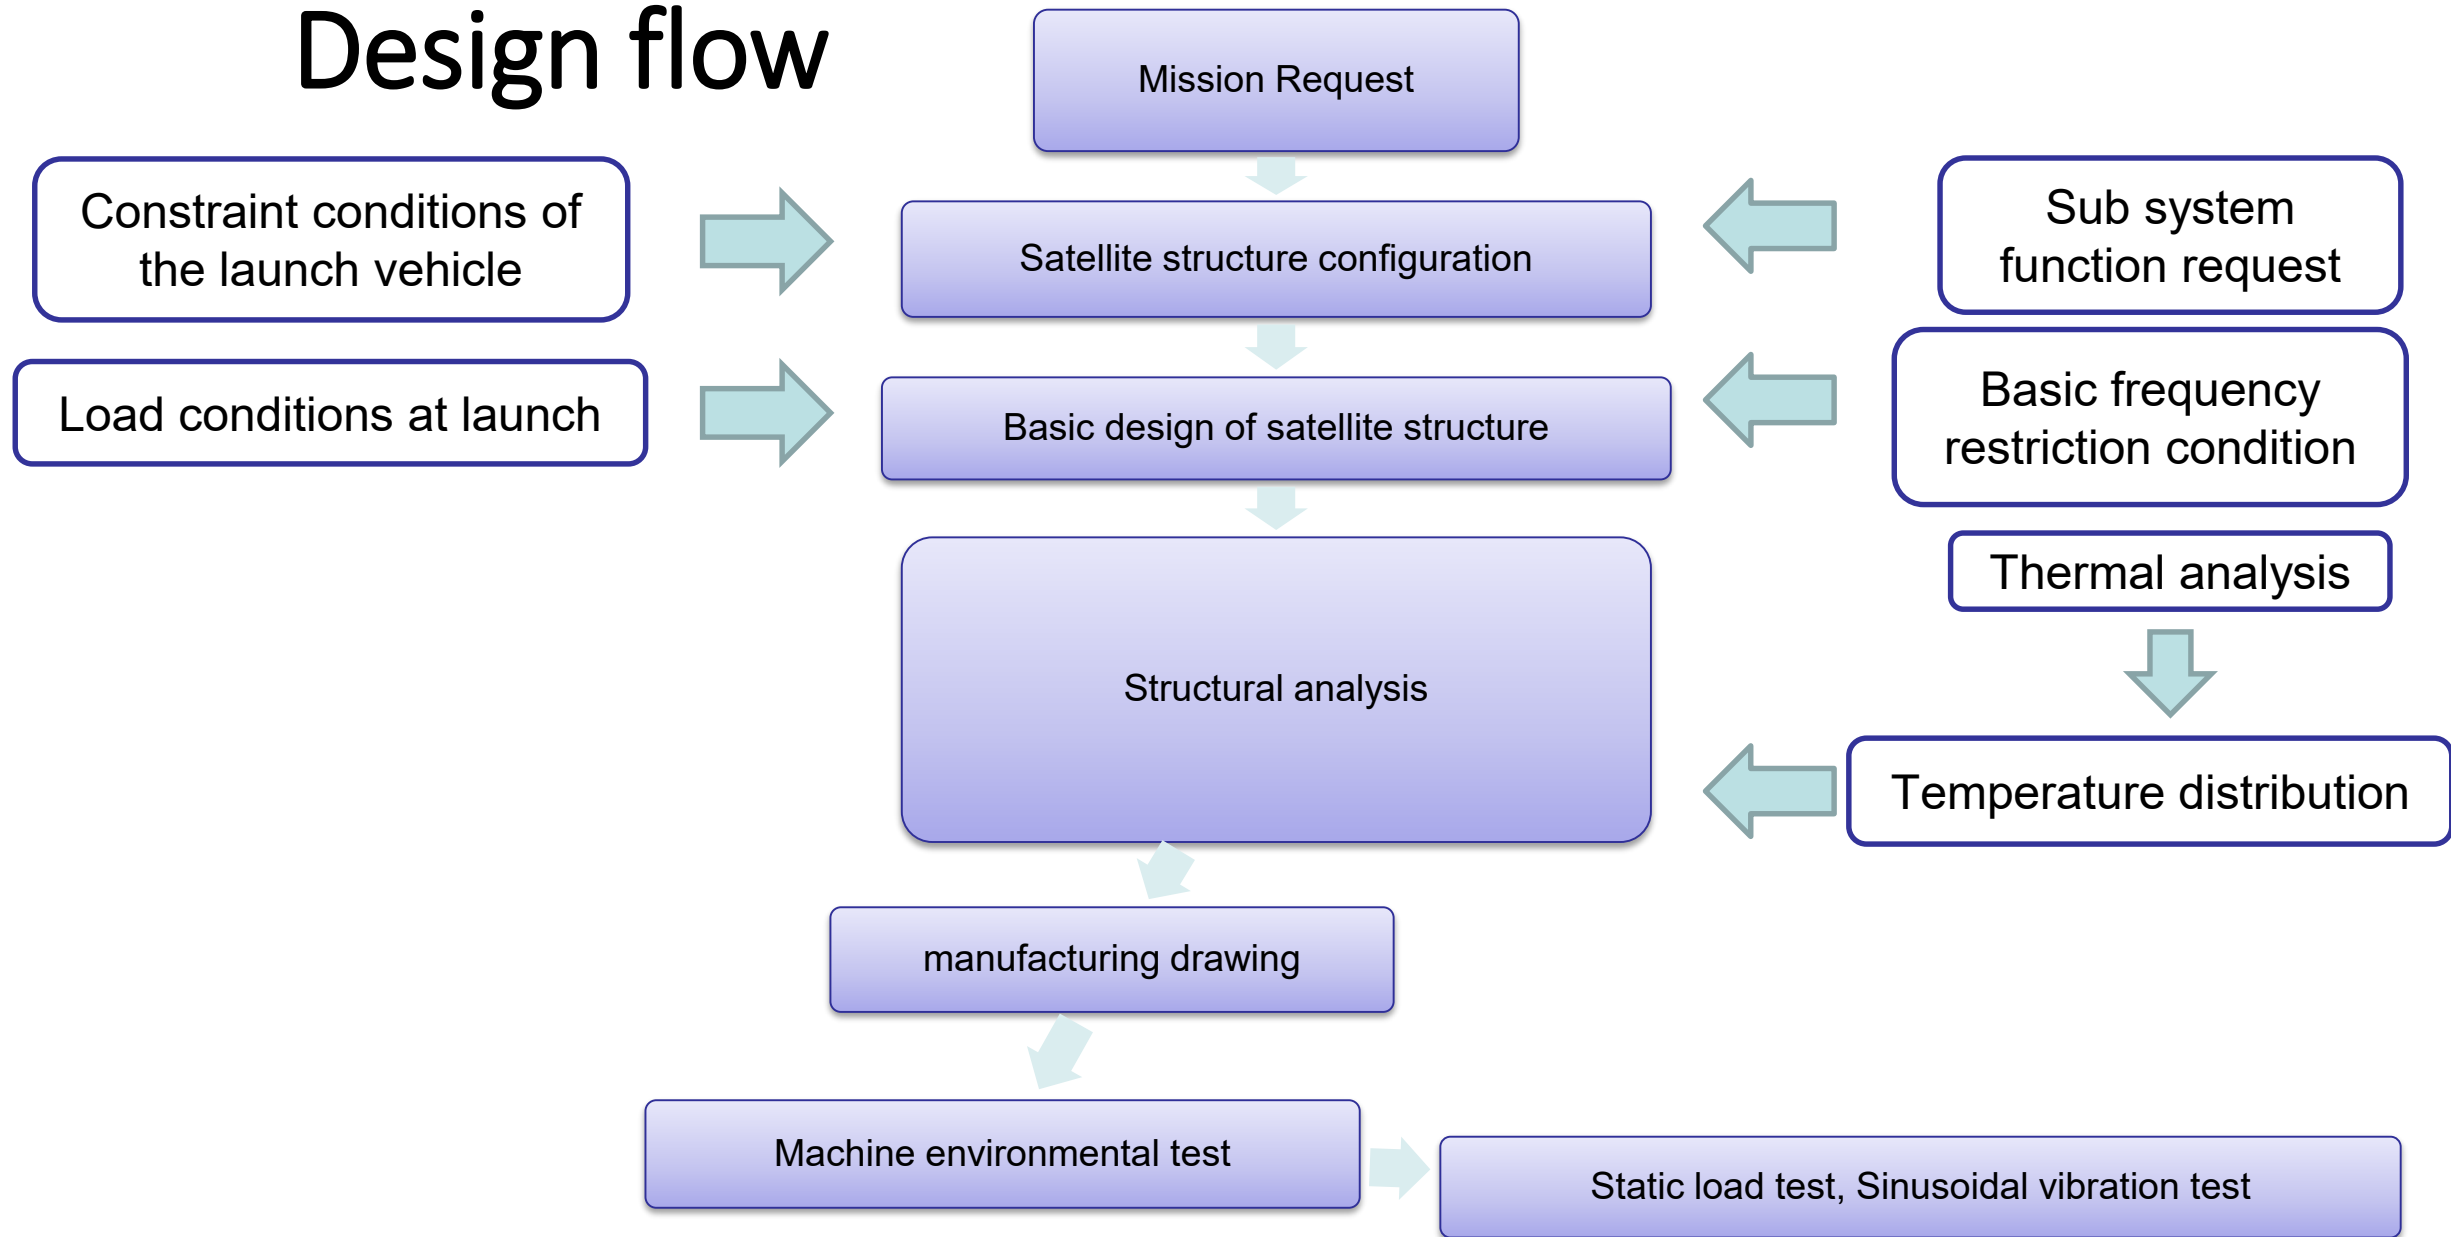 Design flow
Mission Request
Constraint conditions of
the launch vehicle
Satellite structure configuration
Sub system
function request
Load conditions at launch
Basic design of satellite structure
Basic frequency
restriction condition
Thermal analysis
Structural analysis
Temperature distribution
manufacturing drawing
Machine environmental test
Static load test, Sinusoidal vibration test